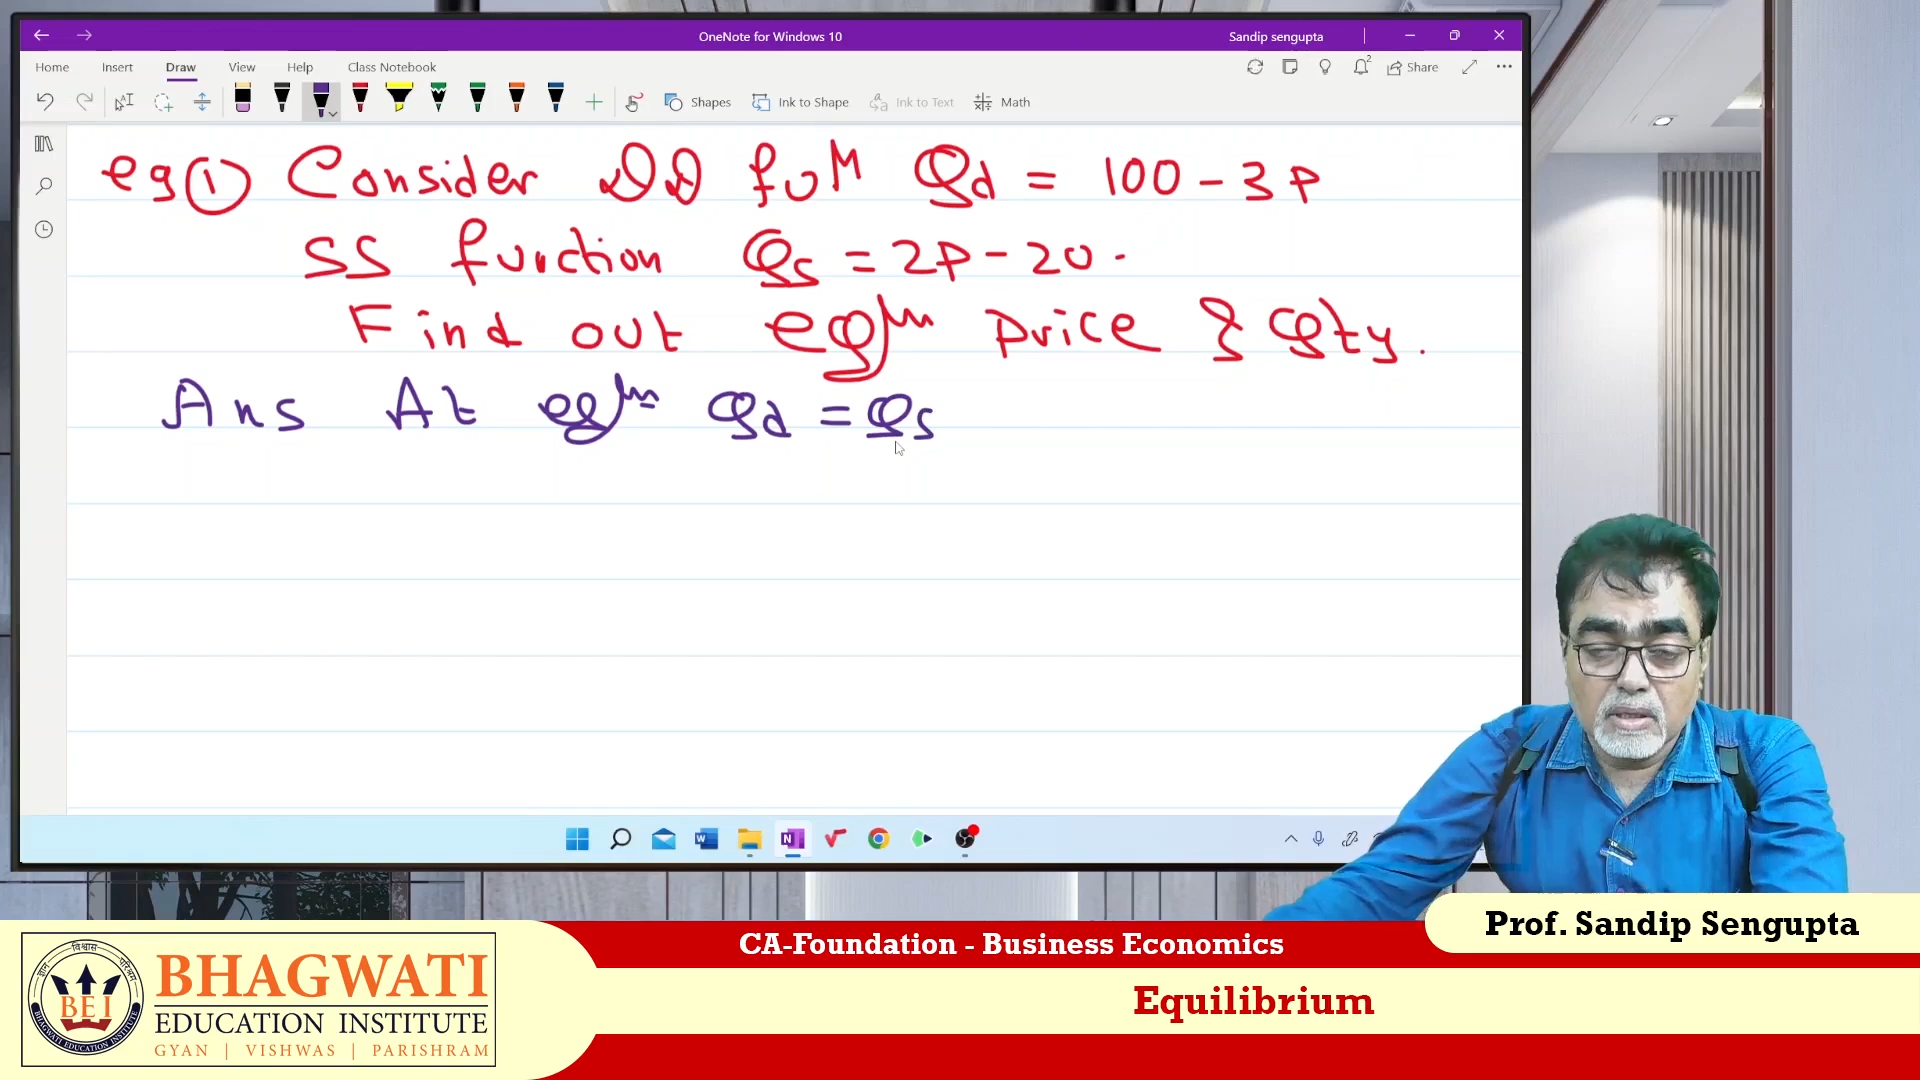 OneNote for Windows 10
Sandip sengupta
Home Insert Draw View Help Class Notebook
2 Share
Shapes Ink to Shape Ink to Text Math
eg ① Consider DD fun Qd = 100 - 3P
SS function Qs = 2P - 20.
Find out eqm price & Qty.
Ans At eqm Qd = Qs
Prof. Sandip Sengupta
CA-Foundation - Business Economics
Equilibrium
विश्वास
BEI
BHAGWATI
EDUCATION INSTITUTE
GYAN | VISHWAS | PARISHRAM